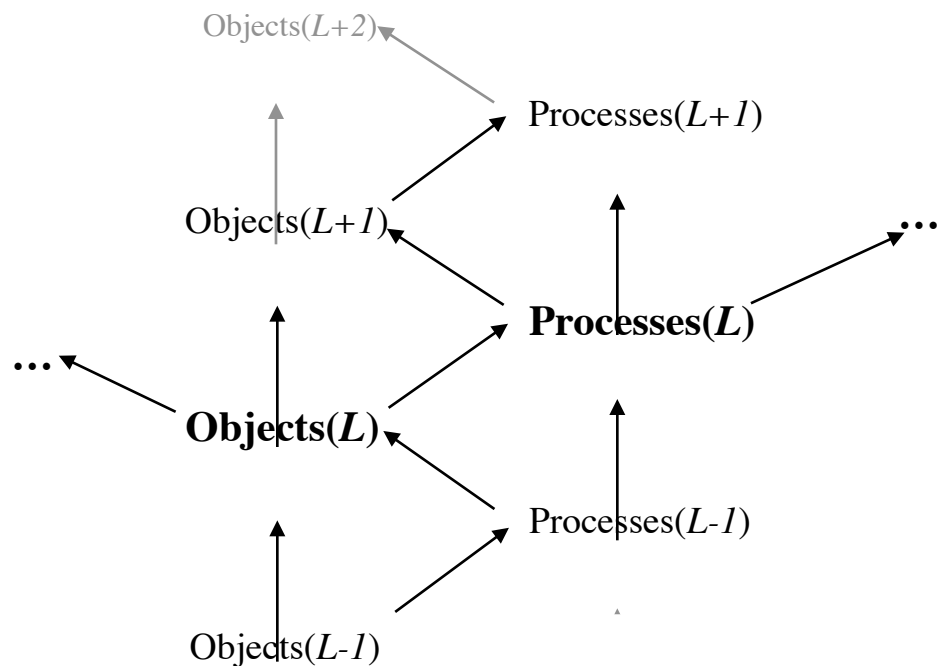 Objects(L+2)
Processes(L+1)
Objects(L+1)
...
Processes(L)
...
Objects(L)
Processes(L-1)
Objects(L-1)